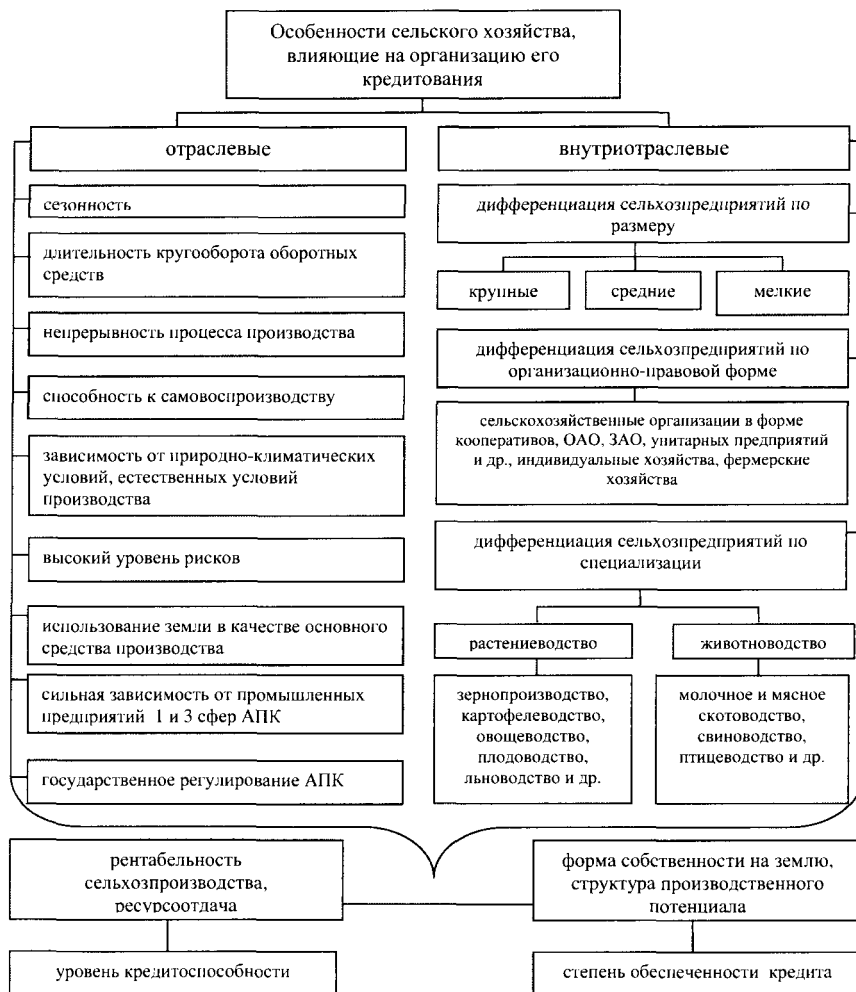 Особенности сельского хозяйства,
влияющие на организацию его
кредитования
отраслевые
сезонность
длительность кругооборота оборотных
средств
непрерывность процесса производства
способность к самовоспроизводству
зависимость от природно-климатических
условий, естественных условий
производства
высокий уровень рисков
использование земли в качестве основного
средства производства
сильная зависимость от промышленных
предприятий 1 и 3 сфер АПК
государственное регулирование АПК
внутриотраслевые
дифференциация сельхозпредприятий по
размеру
крупные
средние
мелкие
дифференциация сельхозпредприятий по
организационно-правовой форме
сельскохозяйственные организации в форме
кооперативов, ОАО, ЗАО, унитарных предприятий
и др., индивидуальные хозяйства, фермерские
хозяйства
дифференциация сельхозпредприятий по
специализации
растениеводство
животноводство
зернопроизводство,
картофелеводство,
овощеводство,
плодоводство,
льноводство и др.
молочное и мясное
скотоводство,
свиноводство,
птицеводство и др.
рентабельность
сельхозпроизводства,
ресурсоотдача
форма собственности на землю,
структура производственного
потенциала
уровень кредитоспособности
степень обеспеченности кредита